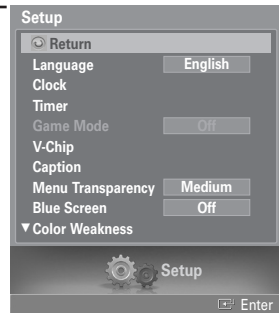 Setup
Return
Language English
Clock
Timer
Game Mode Off
V-Chip
Caption
Menu Transparency Medium
Blue Screen Off
▼ Color Weakness
Setup
Enter